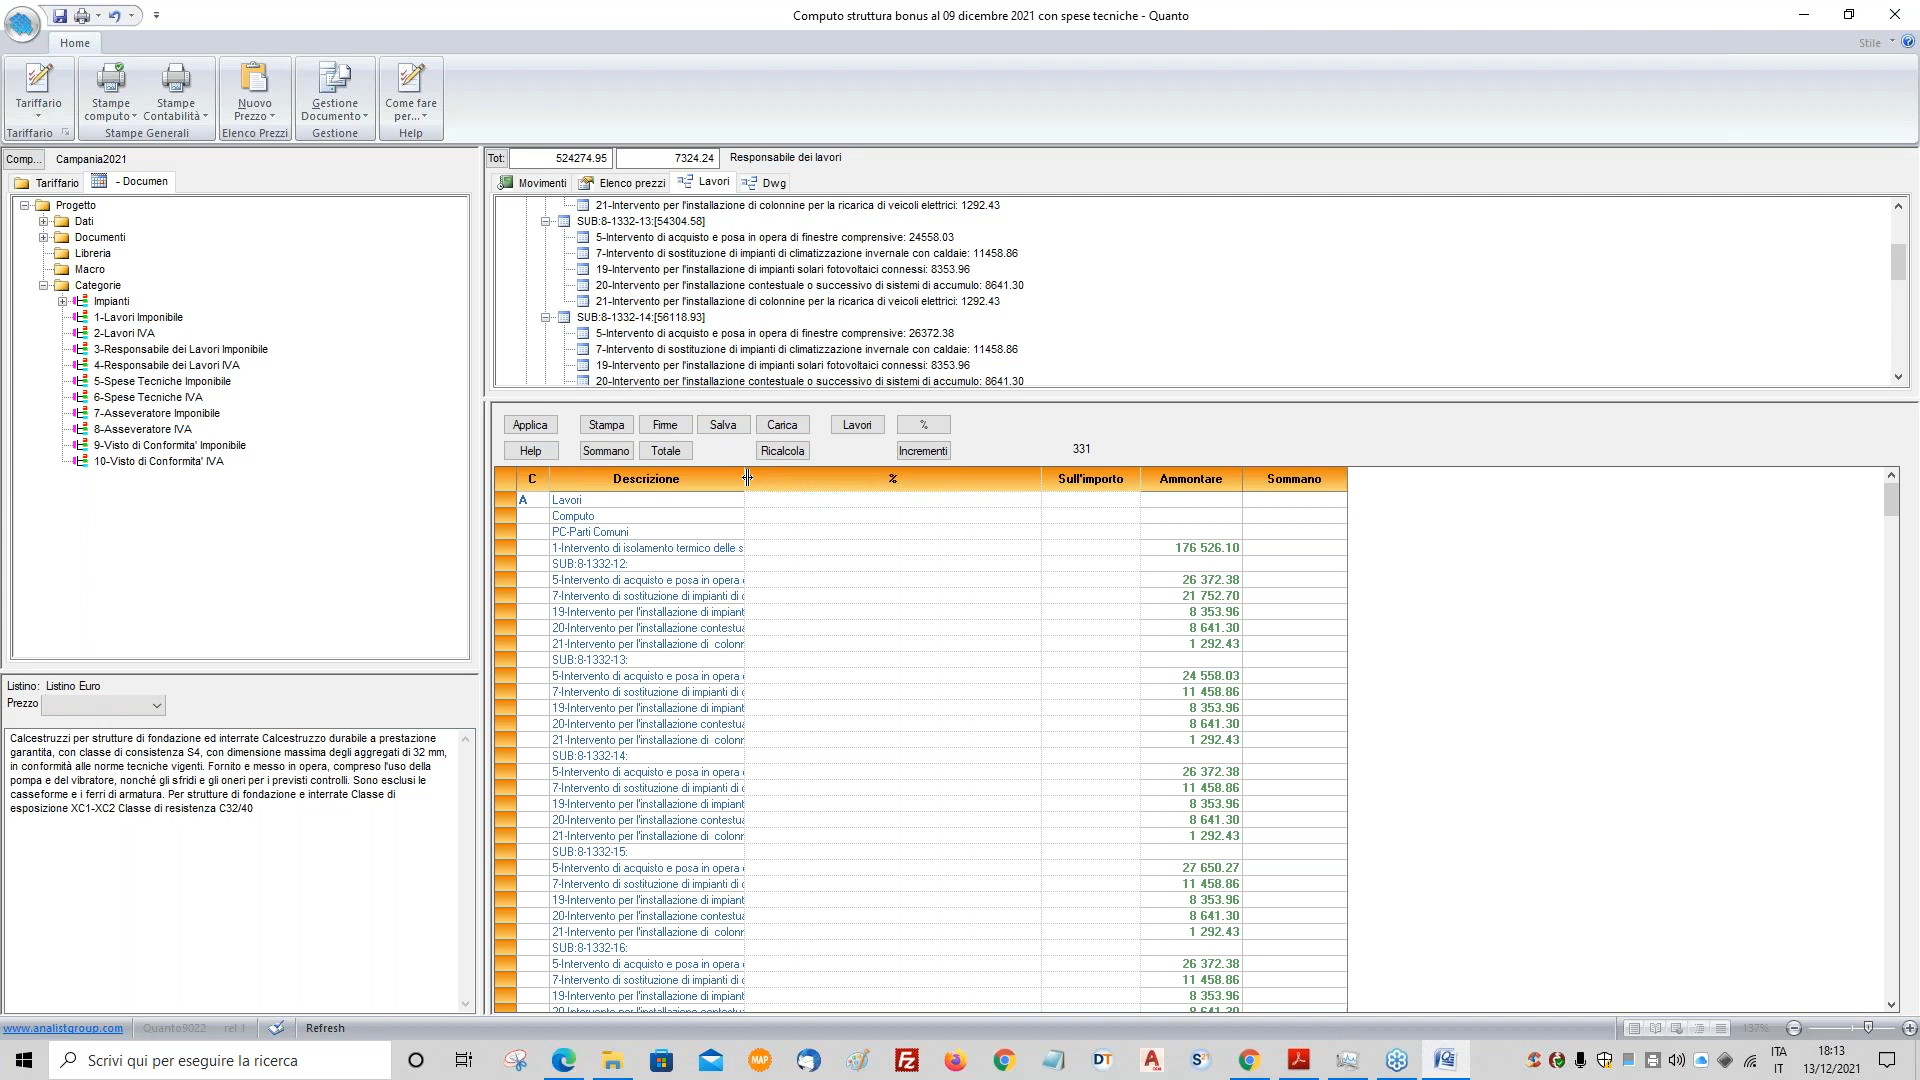 Computo struttura bonus al 09 dicembre 2021 con spese tecniche - Quanto
Home
Stile
Tariffario
Stampe computo
Stampe Contabilità
Nuovo Prezzo
Gestione Documento
Come fare per...
Tariffario
Stampe Generali
Elenco Prezzi
Gestione
Help
Comp...
Campania2021
Tariffario
- Documen
Progetto
Dati
Documenti
Libreria
Macro
Categorie
Impianti
1-Lavori Imponibile
2-Lavori IVA
3-Responsabile dei Lavori Imponibile
4-Responsabile dei Lavori IVA
5-Spese Tecniche Imponibile
6-Spese Tecniche IVA
7-Asseveratore Imponibile
8-Asseveratore IVA
9-Visto di Conformita' Imponibile
10-Visto di Conformita' IVA
Listino: Listino Euro
Prezzo
Calcestruzzi per strutture di fondazione ed interrate Calcestruzzo durabile a prestazione
garantita, con classe di consistenza S4, con dimensione massima degli aggregati di 32 mm,
in conformità alle norme tecniche vigenti. Fornito e messo in opera, compreso l'uso della
pompa e del vibratore, nonché gli sfridi e gli oneri per i previsti controlli. Sono esclusi le
casseforme e i ferri di armatura. Per strutture di fondazione e interrate Classe di
esposizione XC1-XC2 Classe di resistenza C32/40
Tot: 524274.95 7324.24 Responsabile dei lavori
Movimenti Elenco prezzi Lavori Dwg
21-Intervento per l'installazione di colonnine per la ricarica di veicoli elettrici: 1292.43
SUB:8-1332-13:[54304.58]
5-Intervento di acquisto e posa in opera di finestre comprensive: 24558.03
7-Intervento di sostituzione di impianti di climatizzazione invernale con caldaie: 11458.86
19-Intervento per l'installazione di impianti solari fotovoltaici connessi: 8353.96
20-Intervento per l'installazione contestuale o successivo di sistemi di accumulo: 8641.30
21-Intervento per l'installazione di colonnine per la ricarica di veicoli elettrici: 1292.43
SUB:8-1332-14:[56118.93]
5-Intervento di acquisto e posa in opera di finestre comprensive: 26372.38
7-Intervento di sostituzione di impianti di climatizzazione invernale con caldaie: 11458.86
19-Intervento per l'installazione di impianti solari fotovoltaici connessi: 8353.96
20-Intervento per l'installazione contestuale o successivo di sistemi di accumulo: 8641.30
Applica Stampa Firme Salva Carica Lavori %
Help Sommano Totale Ricalcola Incrementi 331
C Descrizione % Sull'importo Ammontare Sommano
A Lavori
Computo
PC-Parti Comuni
1-Intervento di isolamento termico delle s 176 526.10
SUB:8-1332-12:
5-Intervento di acquisto e posa in opera 26 372.38
7-Intervento di sostituzione di impianti di 21 752.70
19-Intervento per l'installazione di impiant 8 353.96
20-Intervento per l'installazione contestua 8 641.30
21-Intervento per l'installazione di colonn 1 292.43
SUB:8-1332-13:
5-Intervento di acquisto e posa in opera 24 558.03
7-Intervento di sostituzione di impianti di 11 458.86
19-Intervento per l'installazione di impiant 8 353.96
20-Intervento per l'installazione contestua 8 641.30
21-Intervento per l'installazione di colonn 1 292.43
SUB:8-1332-14:
5-Intervento di acquisto e posa in opera 26 372.38
7-Intervento di sostituzione di impianti di 11 458.86
19-Intervento per l'installazione di impiant 8 353.96
20-Intervento per l'installazione contestua 8 641.30
21-Intervento per l'installazione di colonn 1 292.43
SUB:8-1332-15:
5-Intervento di acquisto e posa in opera 27 650.27
7-Intervento di sostituzione di impianti di 11 458.86
19-Intervento per l'installazione di impiant 8 353.96
20-Intervento per l'installazione contestua 8 641.30
21-Intervento per l'installazione di colonn 1 292.43
SUB:8-1332-16:
5-Intervento di acquisto e posa in opera 26 372.38
7-Intervento di sostituzione di impianti di 11 458.86
19-Intervento per l'installazione di impiant 8 353.96
20-Intervento per l'installazione contestua 8 641.30
www.analistgroup.com Quanto9022 rel 1 Refresh 137%
Scrivi qui per eseguire la ricerca
MAP
DT
ITA
IT
18:13
13/12/2021